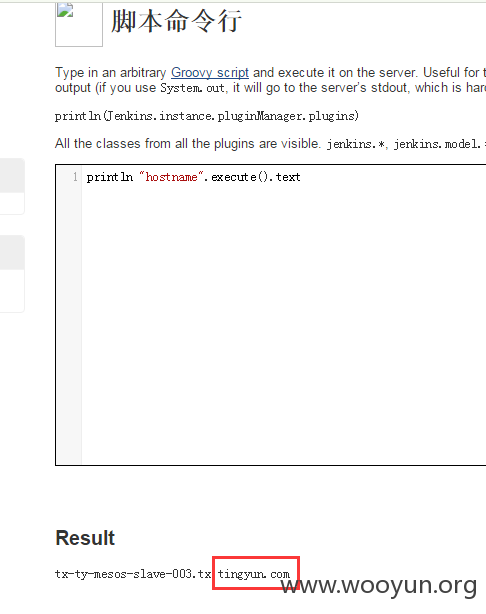 脚本命令行
Type in an arbitrary Groovy script and execute it on the server. Useful for t
output (if you use System.out, it will go to the server's stdout, which is hard
println(Jenkins.instance.pluginManager.plugins)
All the classes from all the plugins are visible. jenkins.*, jenkins.model.*
1 println "hostname".execute().text
Result
tx-ty-mesos-slave-003.tx.tingyun.com
www.wooyun.org